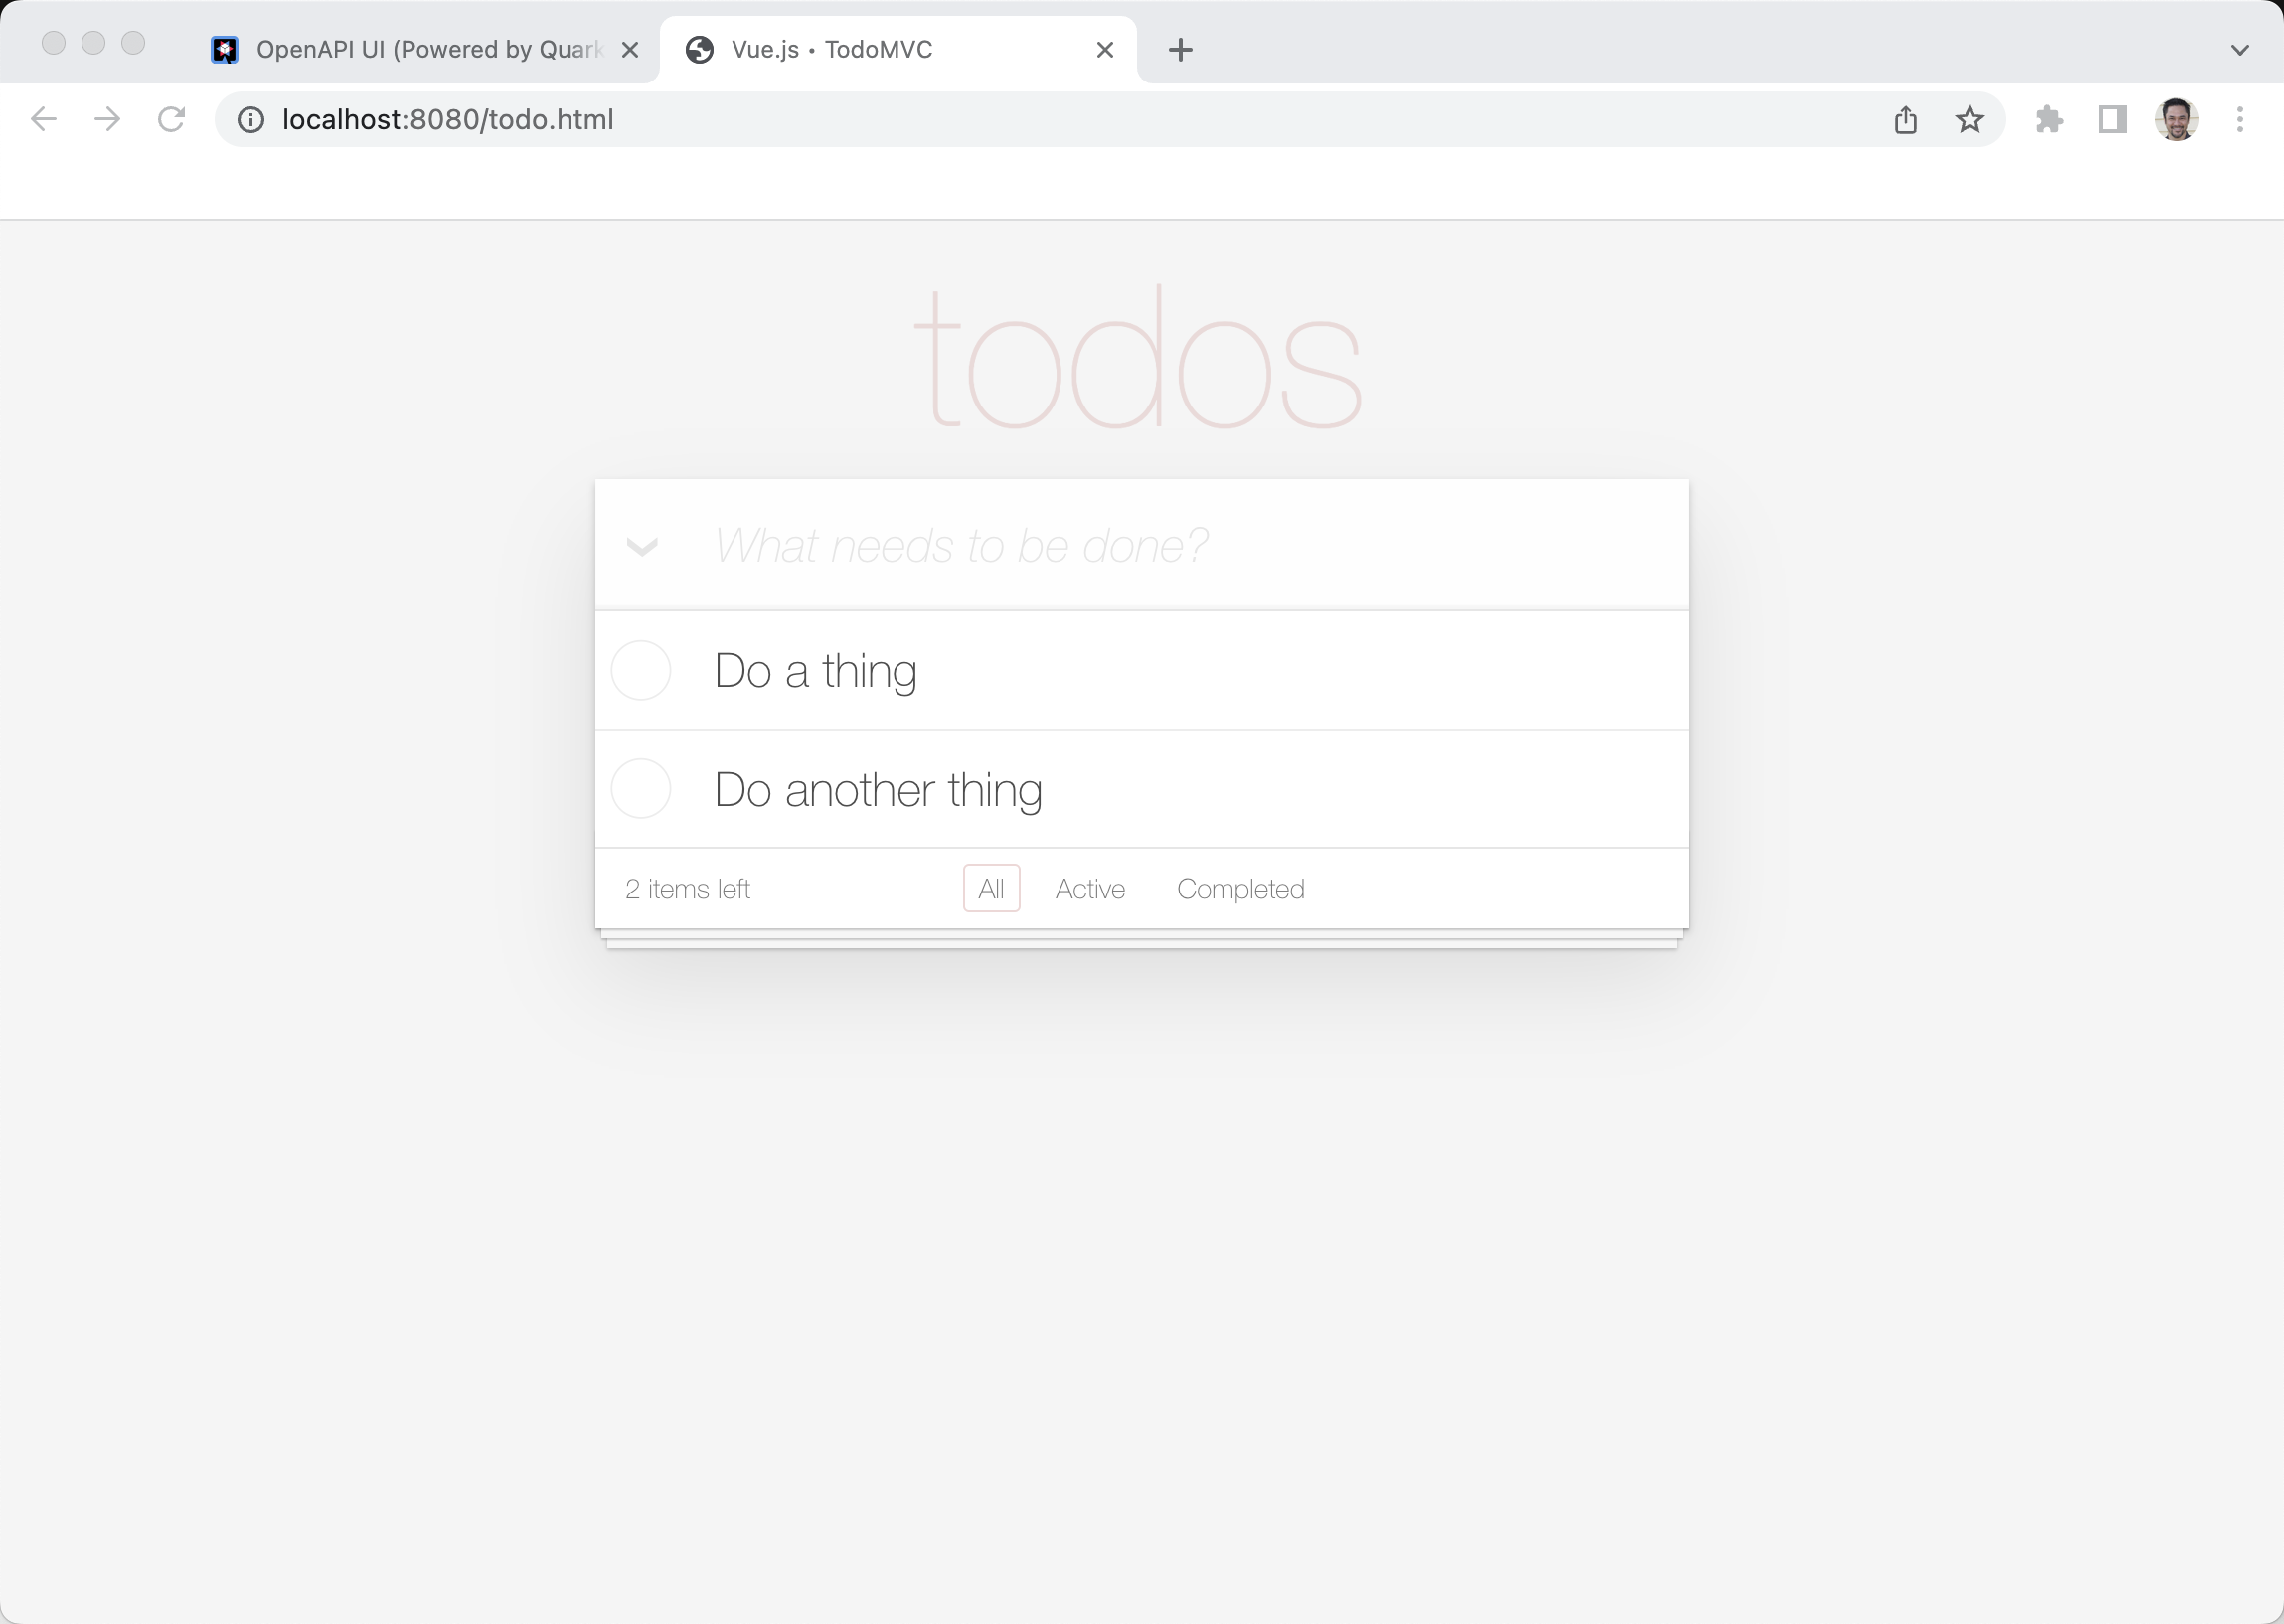 OpenAPI UI (Powered by Quark
Vue.js • TodoMVC
localhost:8080/todo.html
todos
What needs to be done?
Do a thing
Do another thing
2 items left
All
Active
Completed